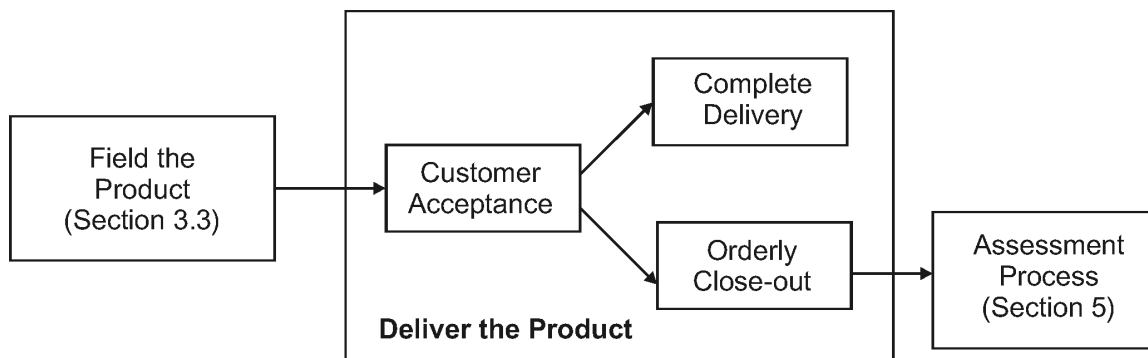 Field the
Product
(Section 3.3)
Customer
Acceptance
Complete
Delivery
Orderly
Close-out
Deliver the Product
Assessment
Process
(Section 5)